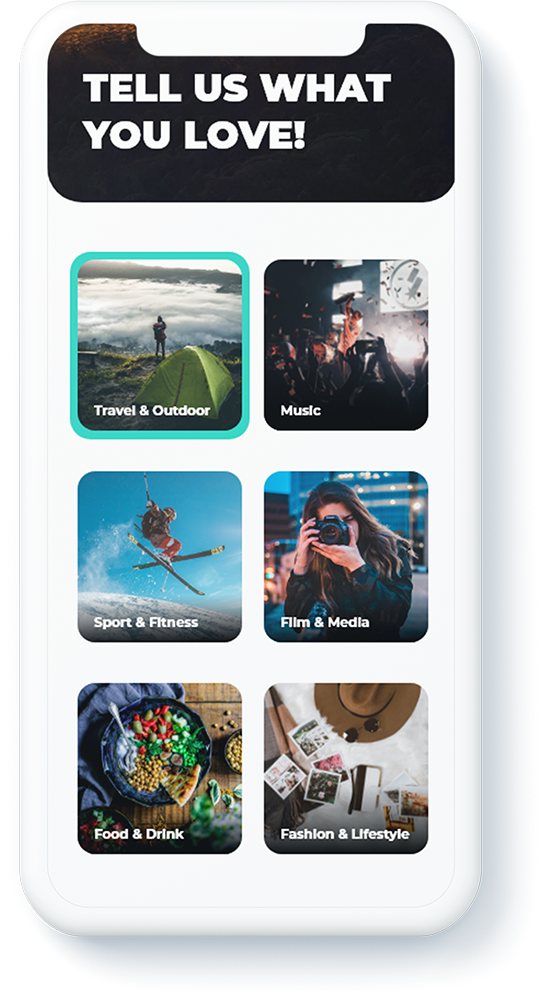 TELL US WHAT
YOU LOVE!
Travel & Outdoor
Music
Sport & Fitness
Film & Media
Food & Drink
Fashion & Lifestyle